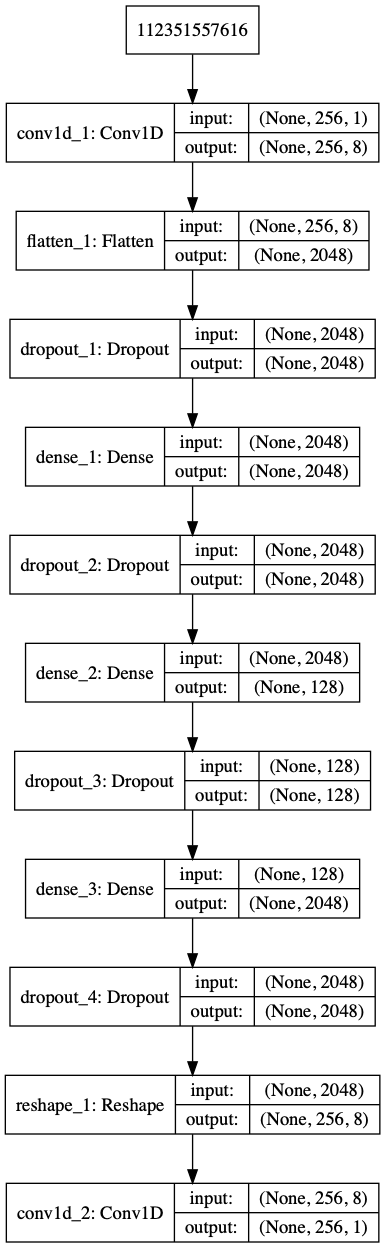 112351557616
conv1d_1: Conv1D
input: (None, 256, 1)
output: (None, 256, 8)
flatten_1: Flatten
input: (None, 256, 8)
output: (None, 2048)
dropout_1: Dropout
input: (None, 2048)
output: (None, 2048)
dense_1: Dense
input: (None, 2048)
output: (None, 2048)
dropout_2: Dropout
input: (None, 2048)
output: (None, 2048)
dense_2: Dense
input: (None, 2048)
output: (None, 128)
dropout_3: Dropout
input: (None, 128)
output: (None, 128)
dense_3: Dense
input: (None, 128)
output: (None, 2048)
dropout_4: Dropout
input: (None, 2048)
output: (None, 2048)
reshape_1: Reshape
input: (None, 2048)
output: (None, 256, 8)
conv1d_2: Conv1D
input: (None, 256, 8)
output: (None, 256, 1)